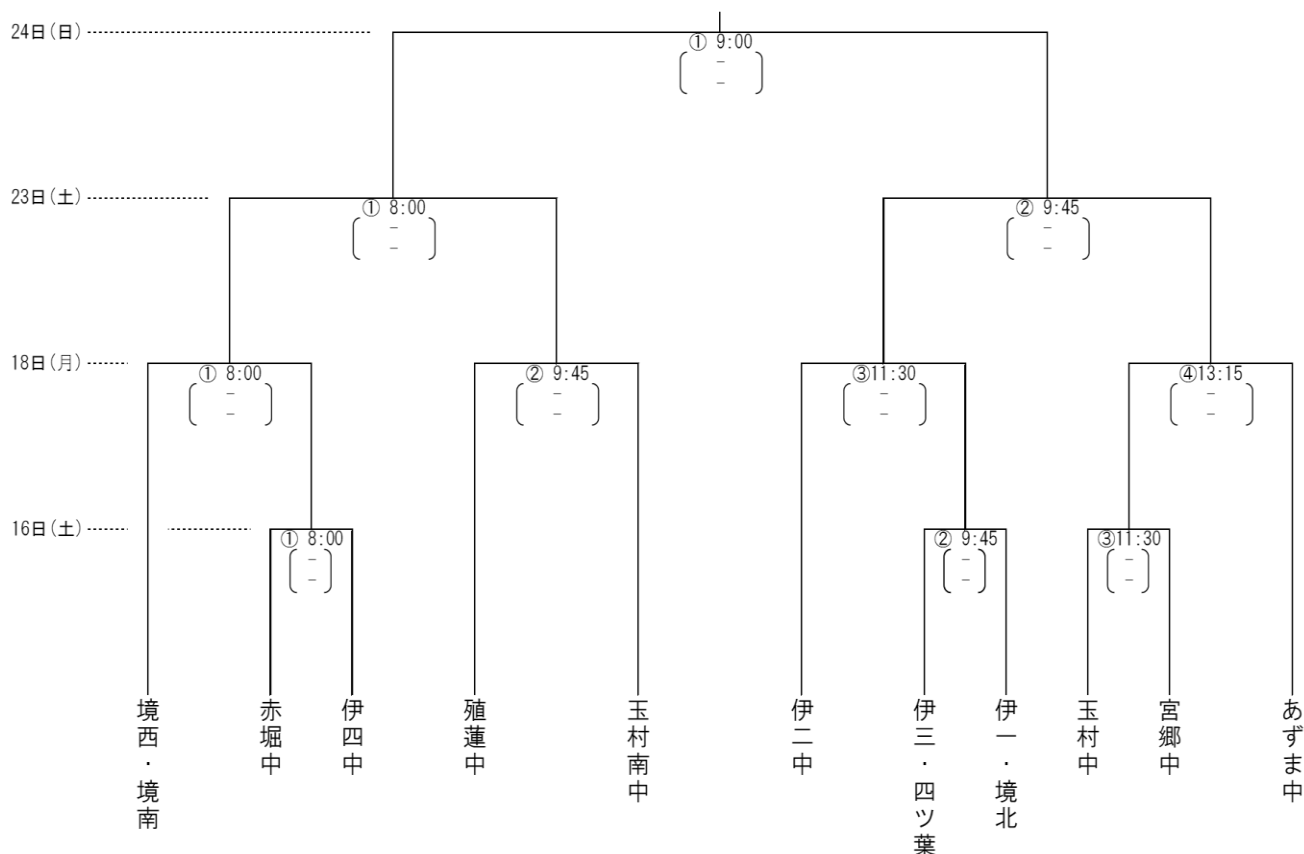 24日(日)
① 9:00
-
-
23日(土)
① 8:00
-
-
② 9:45
-
-
18日(月)
① 8:00
-
-
② 9:45
-
-
③11:30
-
-
④13:15
-
-
16日(土)
① 8:00
-
-
② 9:45
-
-
③11:30
-
-
境西・境南
赤堀中
伊四中
殖蓮中
玉村南中
伊二中
伊三・四ツ葉
伊一・境北
玉村中
宮郷中
あずま中